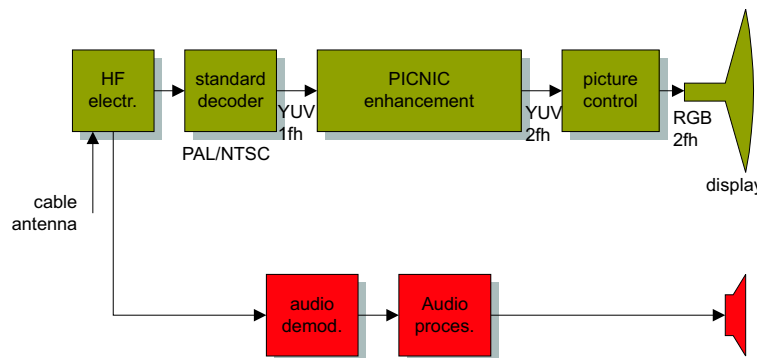 HF
electr.
standard
decoder
PICNIC
enhancement
picture
control
YUV
1fh
YUV
2fh
RGB
2fh
PAL/NTSC
display
cable
antenna
audio
demod.
Audio
proces.